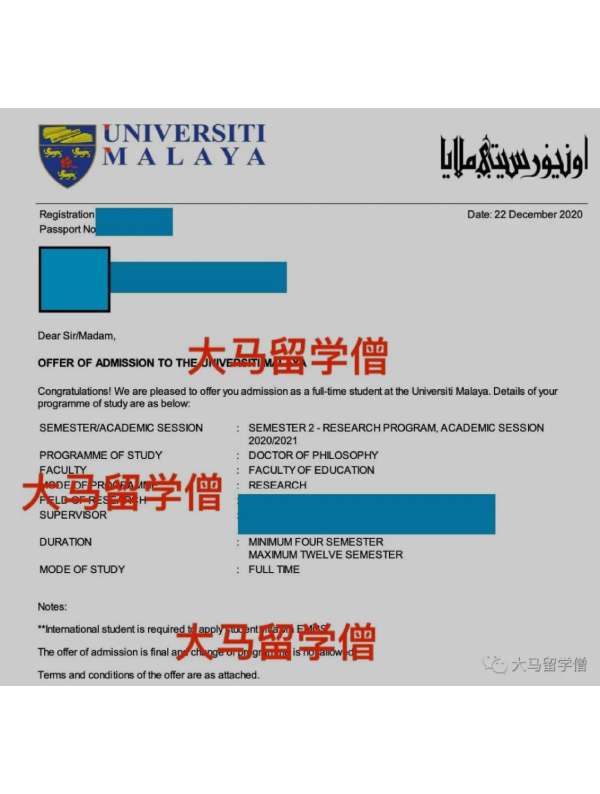 UNIVERSITI
MALAYA
اونيۏرسيتي ملايا
Registration
Passport No
Date: 22 December 2020
Dear Sir/Madam,
大马留学僧
OFFER OF ADMISSION TO THE UNIVERSITI MALAYA
Congratulations! We are pleased to offer you admission as a full-time student at the Universiti Malaya. Details of your
programme of study are as below:
SEMESTER/ACADEMIC SESSION : SEMESTER 2 - RESEARCH PROGRAM, ACADEMIC SESSION
2020/2021
PROGRAMME OF STUDY : DOCTOR OF PHILOSOPHY
FACULTY : FACULTY OF EDUCATION
MODE OF PROGRAMME : RESEARCH
大马留学僧
FIELD OF RESEARCH :
SUPERVISOR :
DURATION : MINIMUM FOUR SEMESTER
MAXIMUM TWELVE SEMESTER
MODE OF STUDY : FULL TIME
Notes:
**International student is required to apply student EMGS
大马留学僧
The offer of admission is final and change of programme is not allowed.
大马留学僧
Terms and conditions of the offer are as attached.